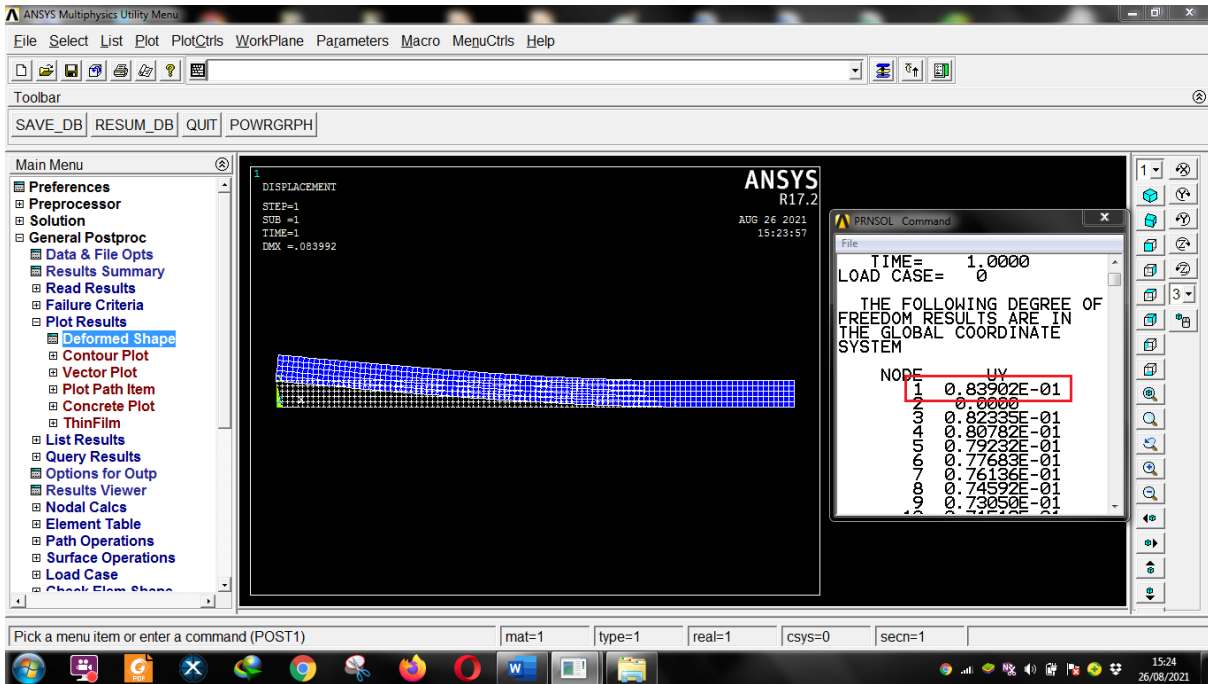 ANSYS Multiphysics Utility Menu
File Select List Plot PlotCtrls WorkPlane Parameters Macro MenuCtrls Help
Toolbar
SAVE_DB RESUM_DB QUIT POWRGRPH
Main Menu
Preferences
Preprocessor
Solution
General Postproc
Data & File Opts
Results Summary
Read Results
Failure Criteria
Plot Results
Deformed Shape
Contour Plot
Vector Plot
Plot Path Item
Concrete Plot
ThinFilm
List Results
Query Results
Options for Outp
Results Viewer
Nodal Calcs
Element Table
Path Operations
Surface Operations
Load Case
Check Elem Shape
1
DISPLACEMENT
STEP=1
SUB =1
TIME=1
DMX =.083992
ANSYS
R17.2
AUG 26 2021
15:23:57
X
PRNSOL Command
File
TIME= 1.0000
LOAD CASE= 0
THE FOLLOWING DEGREE OF
FREEDOM RESULTS ARE IN
THE GLOBAL COORDINATE
SYSTEM
NODE UY
1 0.83902E-01
2 0.0000
3 0.82335E-01
4 0.80782E-01
5 0.79232E-01
6 0.77683E-01
7 0.76136E-01
8 0.74592E-01
9 0.73050E-01
1
3
Pick a menu item or enter a command (POST1)
mat=1 type=1 real=1 csys=0 secn=1
15:24
26/08/2021